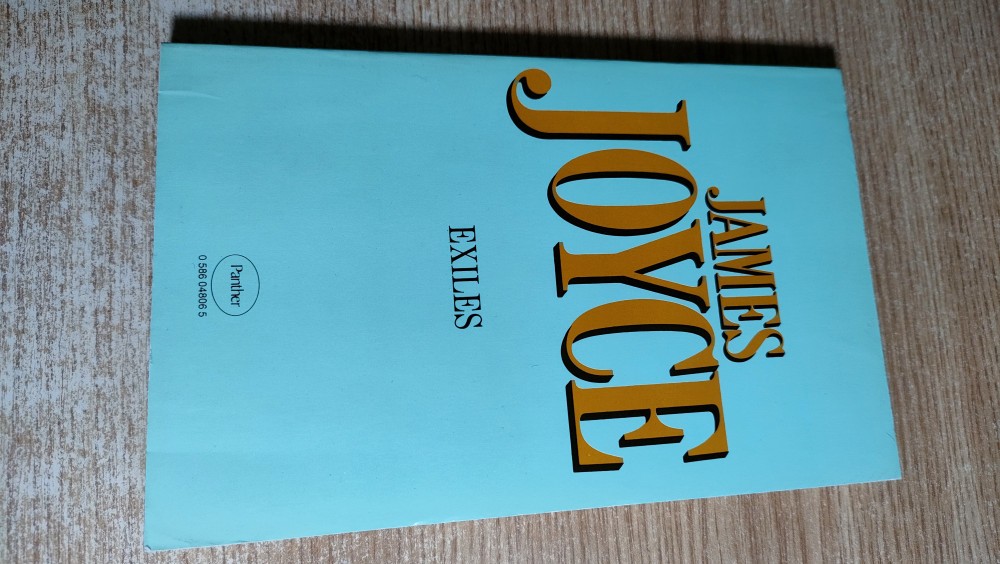 JAMES
JOYCE
EXILES
Panther
0 586 04806 5